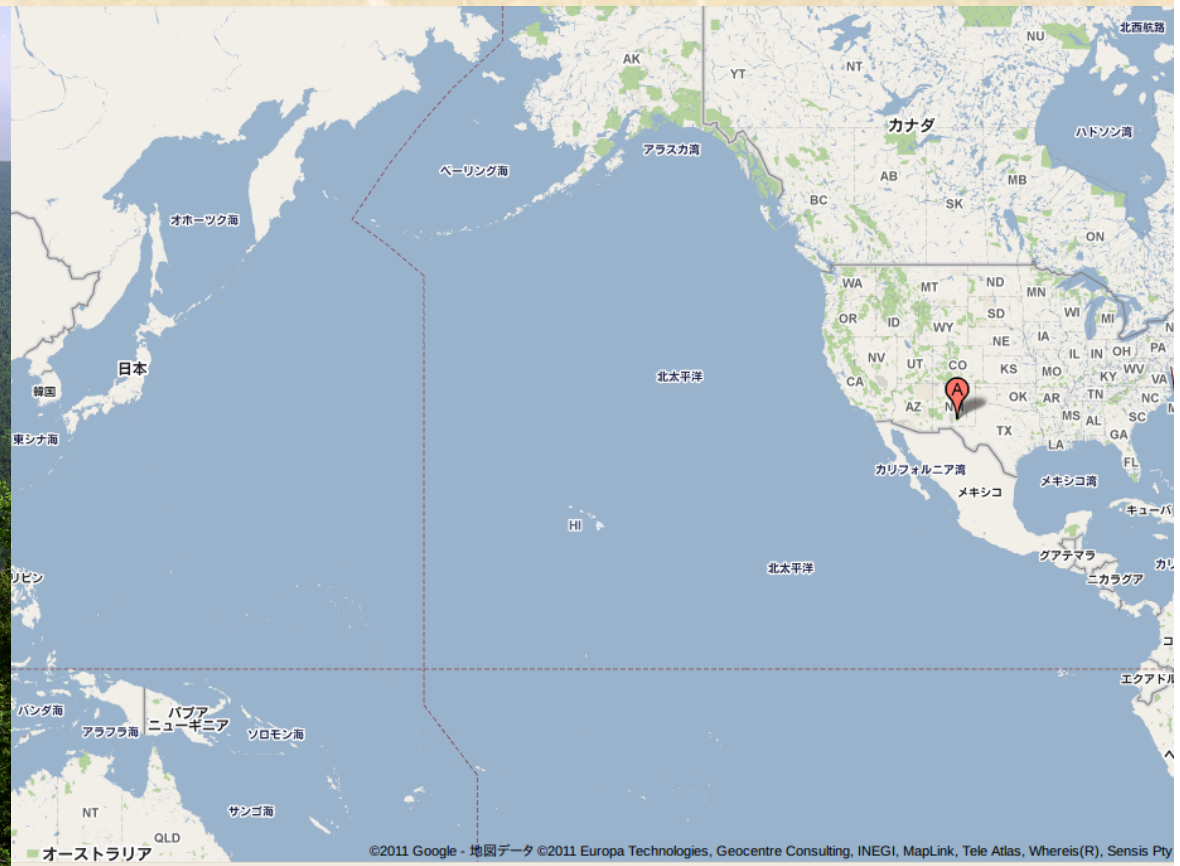 北西航路
NU
AK
YT
NT
カナダ
ハドソン湾
アラスカ湾
ベーリング海
AB
MB
BC
SK
オホーツク海
ON
WA
MT
ND
MN
OR
ID
SD
WI
MI
WY
NE
IA
PA
NV
UT
CO
IL
IN
OH
日本
北太平洋
KS
MO
KY
WV
VA
CA
韓国
A
OK
AR
TN
NC
AZ
MS
AL
SC
東シナ海
TX
GA
LA
FL
カリフォルニア湾
メキシコ湾
メキシコ
キューバ
HI
グアテマラ
北太平洋
ニカラグア
リピン
エクアドル
バンダ海
パプア
ニューギニア
アラフラ海
ソロモン海
NT
サンゴ海
QLD
オーストラリア
©2011 Google - 地図データ ©2011 Europa Technologies, Geocentre Consulting, INEGI, MapLink, Tele Atlas, Whereis(R), Sensis Pty